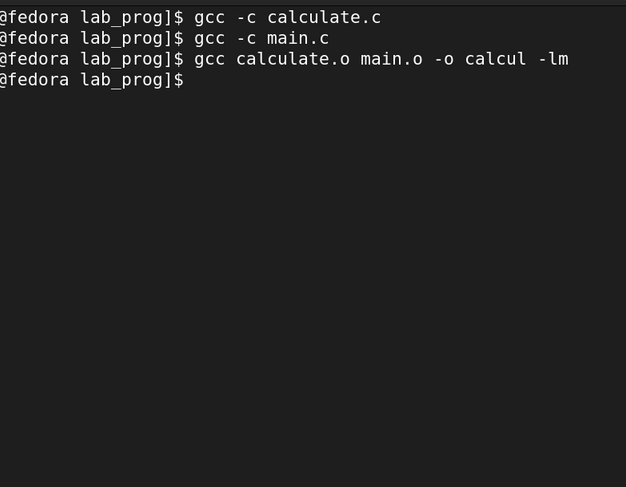 @fedora lab_prog]$ gcc -c calculate.c
@fedora lab_prog]$ gcc -c main.c
@fedora lab_prog]$ gcc calculate.o main.o -o calcul -lm
@fedora lab_prog]$